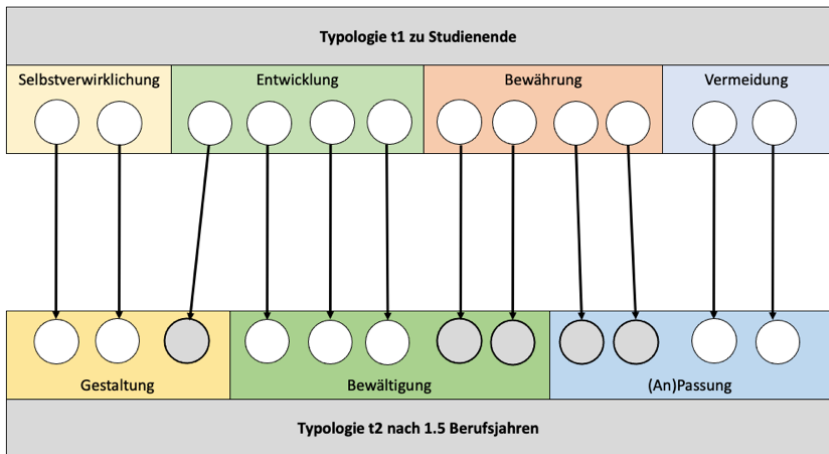 Typologie t1 zu Studienende
Selbstverwirklichung Entwicklung Bewährung Vermeidung
Gestaltung Bewältigung (An)Passung
Typologie t2 nach 1.5 Berufsjahren